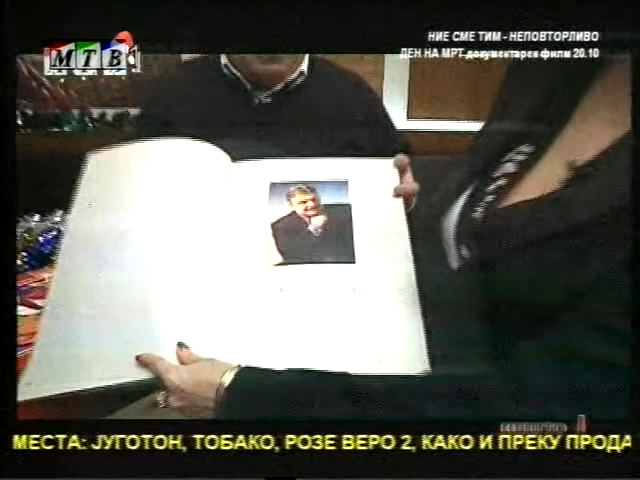 НИЕ СМЕ ТИМ - НЕПОВТОРЛИВО
МТВ 1
ДЕН НА МРТ документарен филм 20.10
МЕСТА: ЈУГОТОН, ТОБАКО, РОЗЕ ВЕРО 2, КАКО И ПРЕКУ ПРОДА